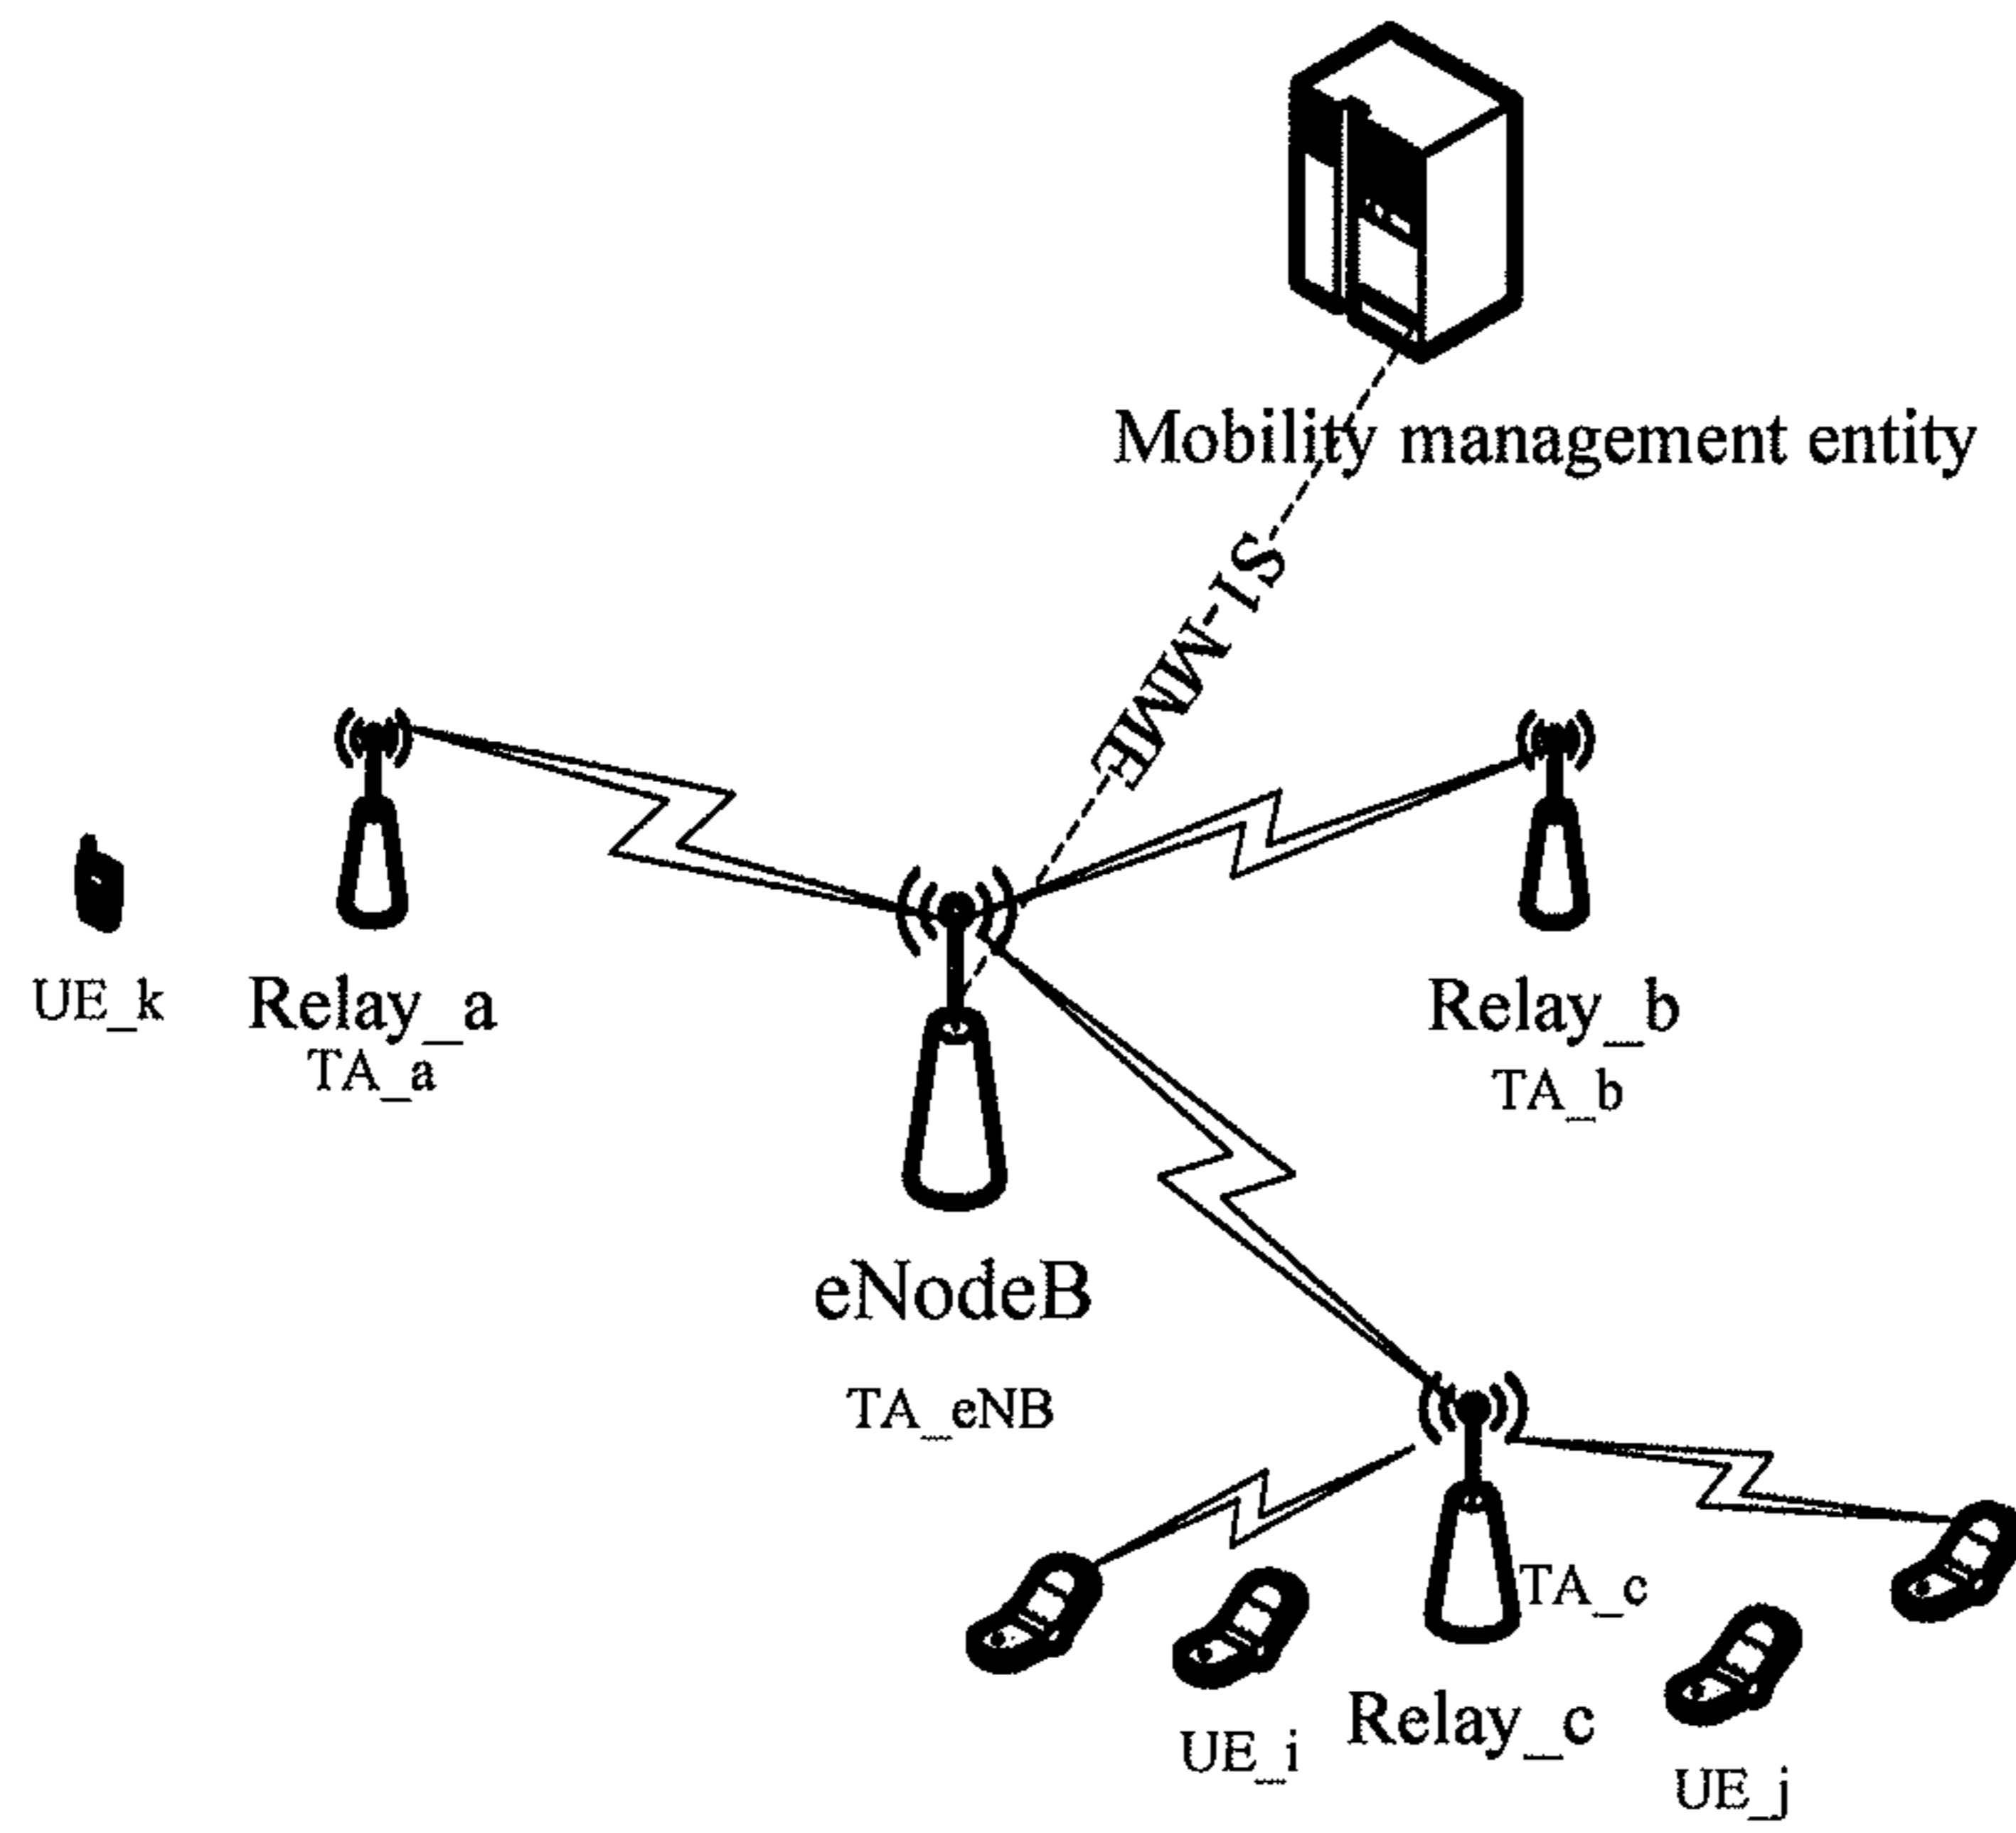 Mobility management entity
S1-MME
UE_k
Relay_a
TA_a
Relay_b
TA_b
eNodeB
TA_eNB
TA_c
Relay_c
UE_i
UE_j